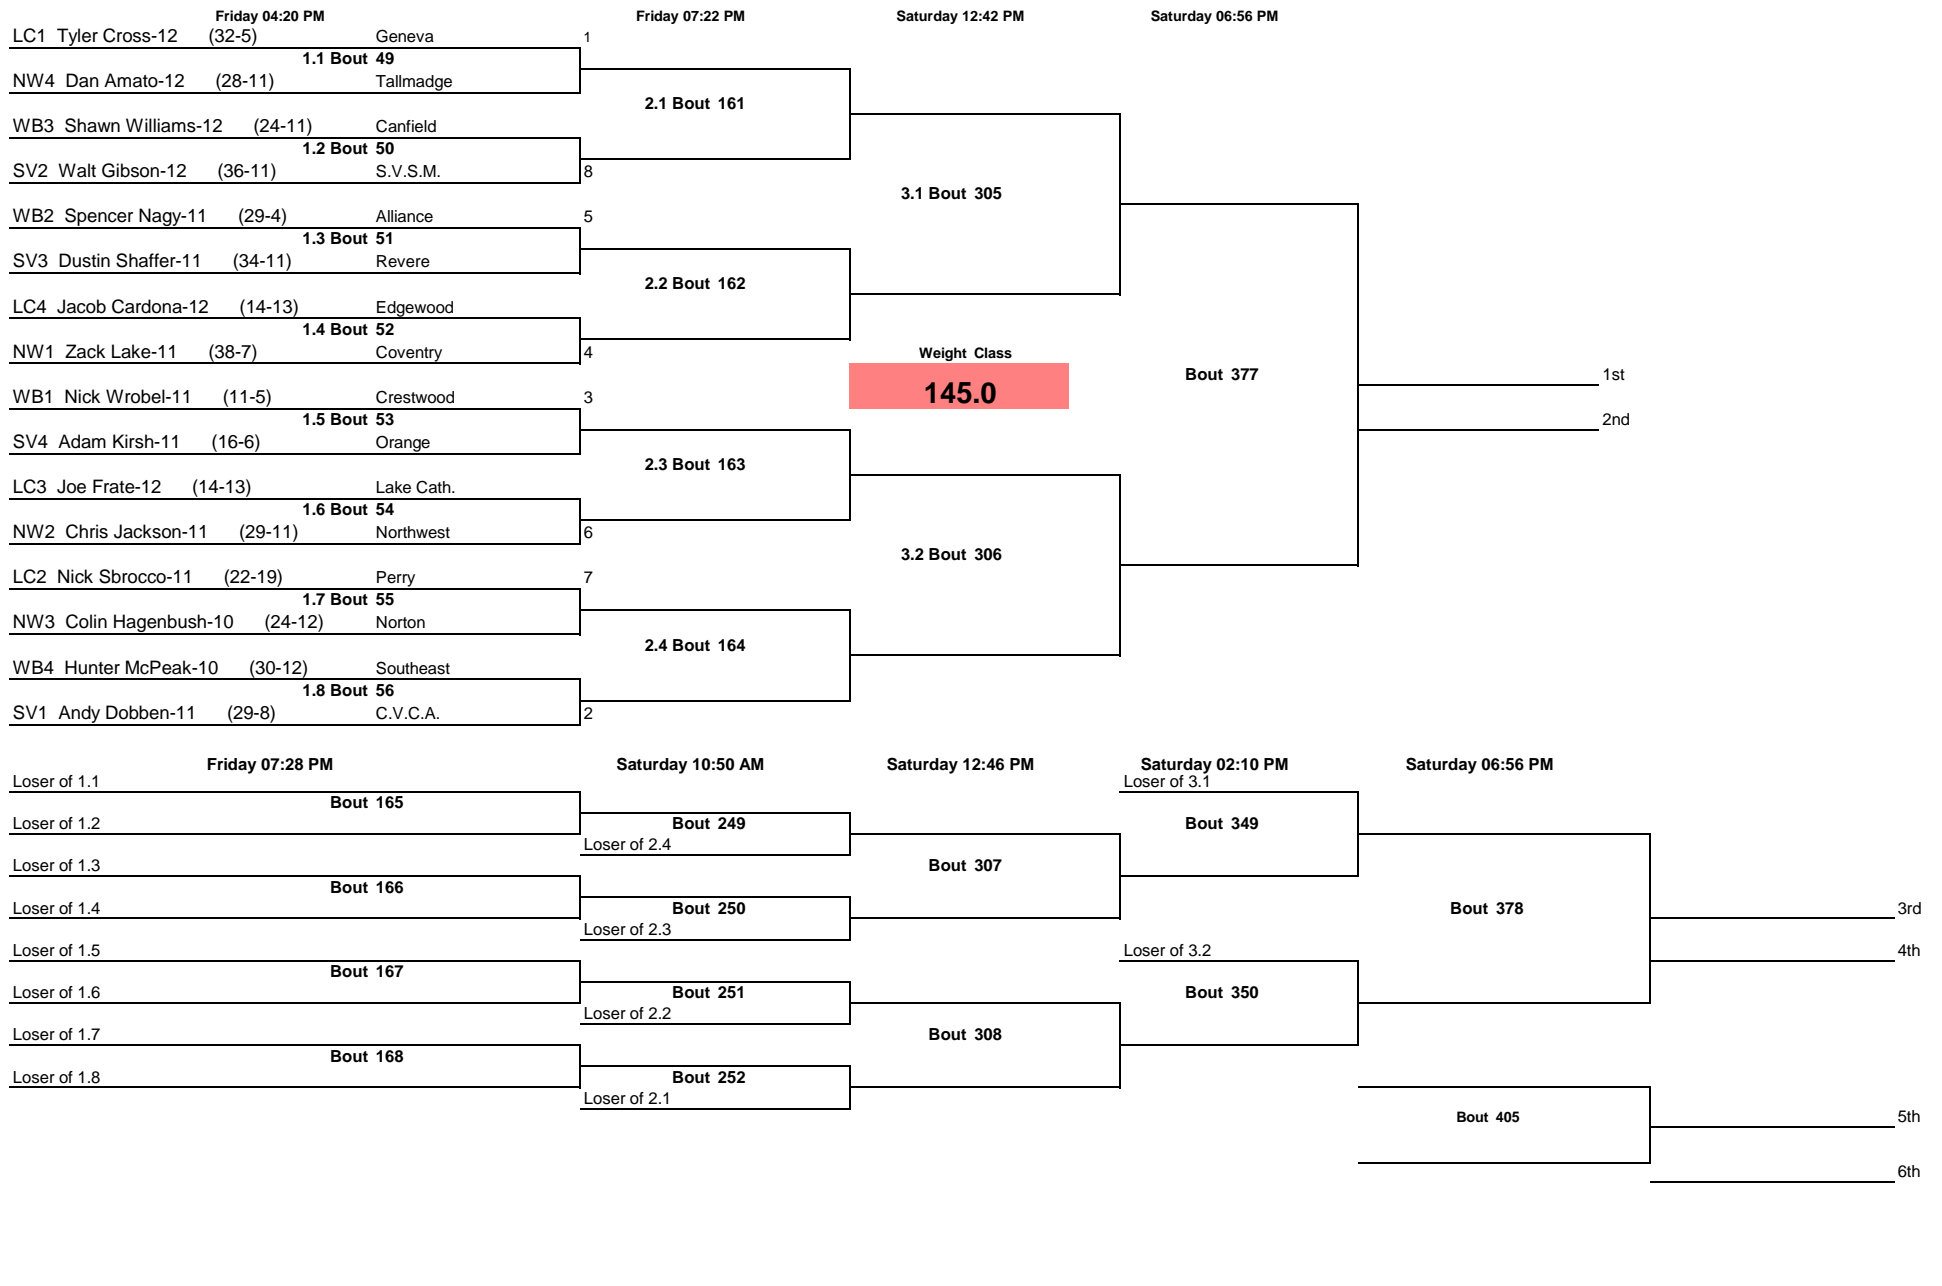 Friday 04:20 PM Friday 07:22 PM Saturday 12:42 PM Saturday 06:56 PM
LC1 Tyler Cross-12 (32-5) Geneva 1
1.1 Bout 49
NW4 Dan Amato-12 (28-11) Tallmadge
2.1 Bout 161
WB3 Shawn Williams-12 (24-11) Canfield
1.2 Bout 50
SV2 Walt Gibson-12 (36-11) S.V.S.M. 8
3.1 Bout 305
WB2 Spencer Nagy-11 (29-4) Alliance 5
1.3 Bout 51
SV3 Dustin Shaffer-11 (34-11) Revere
2.2 Bout 162
LC4 Jacob Cardona-12 (14-13) Edgewood
1.4 Bout 52
NW1 Zack Lake-11 (38-7) Coventry 4
Weight Class
Bout 377 1st
145.0
WB1 Nick Wrobel-11 (11-5) Crestwood 3
1.5 Bout 53 2nd
SV4 Adam Kirsh-11 (16-6) Orange
2.3 Bout 163
LC3 Joe Frate-12 (14-13) Lake Cath.
1.6 Bout 54
NW2 Chris Jackson-11 (29-11) Northwest 6
3.2 Bout 306
LC2 Nick Sbrocco-11 (22-19) Perry 7
1.7 Bout 55
NW3 Colin Hagenbush-10 (24-12) Norton
2.4 Bout 164
WB4 Hunter McPeak-10 (30-12) Southeast
1.8 Bout 56
SV1 Andy Dobben-11 (29-8) C.V.C.A. 2
Friday 07:28 PM Saturday 10:50 AM Saturday 12:46 PM Saturday 02:10 PM Saturday 06:56 PM
Loser of 1.1 Loser of 3.1
Bout 165
Loser of 1.2 Bout 249 Bout 349
Loser of 2.4
Loser of 1.3 Bout 307
Bout 166
Loser of 1.4 Bout 250 Bout 378 3rd
Loser of 2.3
Loser of 1.5 Loser of 3.2 4th
Bout 167
Loser of 1.6 Bout 251 Bout 350
Loser of 2.2
Loser of 1.7 Bout 308
Bout 168
Loser of 1.8 Bout 252
Loser of 2.1
Bout 405 5th
6th